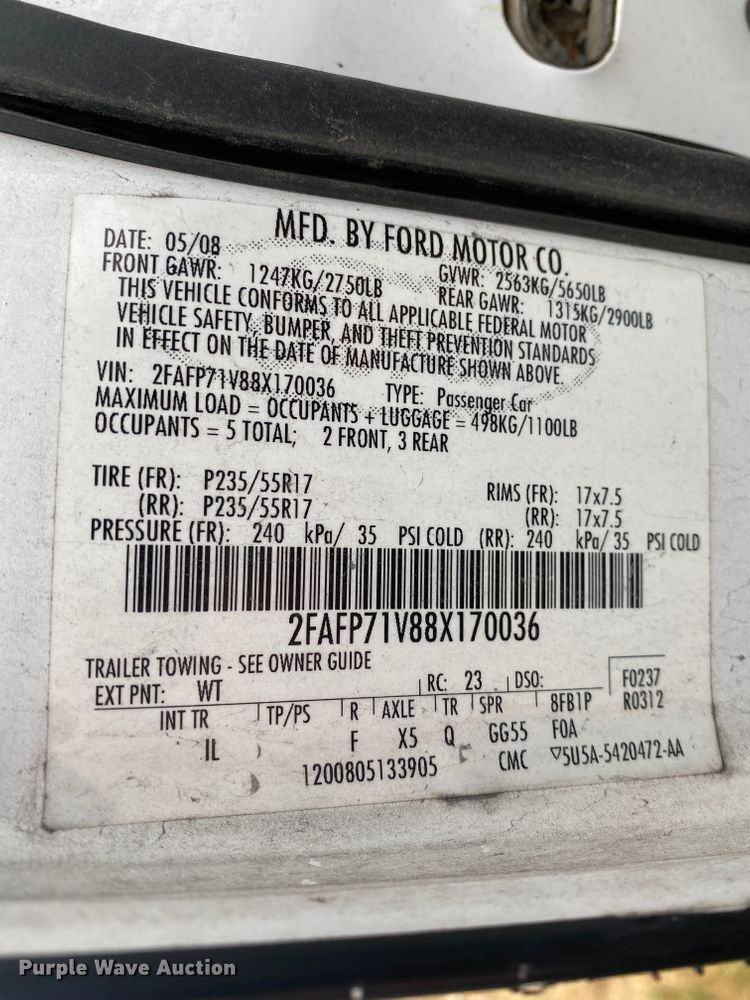 MFD. BY FORD MOTOR CO.
DATE: 05/08 GVWR: 2563KG/5650LB
FRONT GAWR: 1247KG/2750LB REAR GAWR: 1315KG/2900LB
THIS VEHICLE CONFORMS TO ALL APPLICABLE FEDERAL MOTOR
VEHICLE SAFETY, BUMPER, AND THEFT PREVENTION STANDARDS
IN EFFECT ON THE DATE OF MANUFACTURE SHOWN ABOVE.
VIN: 2FAFP71V88X170036 TYPE: Passenger Car
MAXIMUM LOAD = OCCUPANTS + LUGGAGE = 498KG/1100LB
OCCUPANTS = 5 TOTAL; 2 FRONT, 3 REAR
TIRE (FR): P235/55R17 RIMS (FR): 17x7.5
(RR): P235/55R17 (RR): 17x7.5
PRESSURE (FR): 240 kPa/ 35 PSI COLD (RR): 240 kPa/ 35 PSI COLD
2FAFP71V88X170036
TRAILER TOWING - SEE OWNER GUIDE
EXT PNT: WT RC: 23 DSO: F0237
INT TR TP/PS R AXLE TR SPR 8FB1P R0312
IL F X5 Q GG55 FOA
1200805133905 CMC ▽5U5A-5420472-AA
Purple Wave Auction